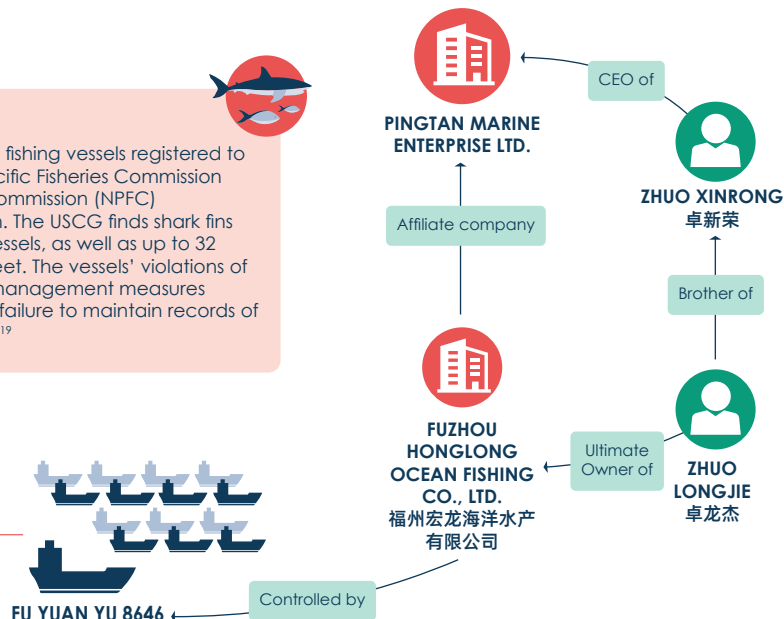 fishing vessels registered to
cific Fisheries Commission
ommission (NPFC)
n. The USCG finds shark fins
essels, as well as up to 32
eet. The vessels' violations of
management measures
failure to maintain records of
19
PINGTAN MARINE
ENTERPRISE LTD.
CEO of
ZHUO XINRONG
卓新荣
Affiliate company
Brother of
FUZHOU
HONGLONG
OCEAN FISHING
CO., LTD.
福州宏龙海洋水产
有限公司
Ultimate
Owner of
ZHUO
LONGJIE
卓龙杰
Controlled by
FU YUAN YU 8646